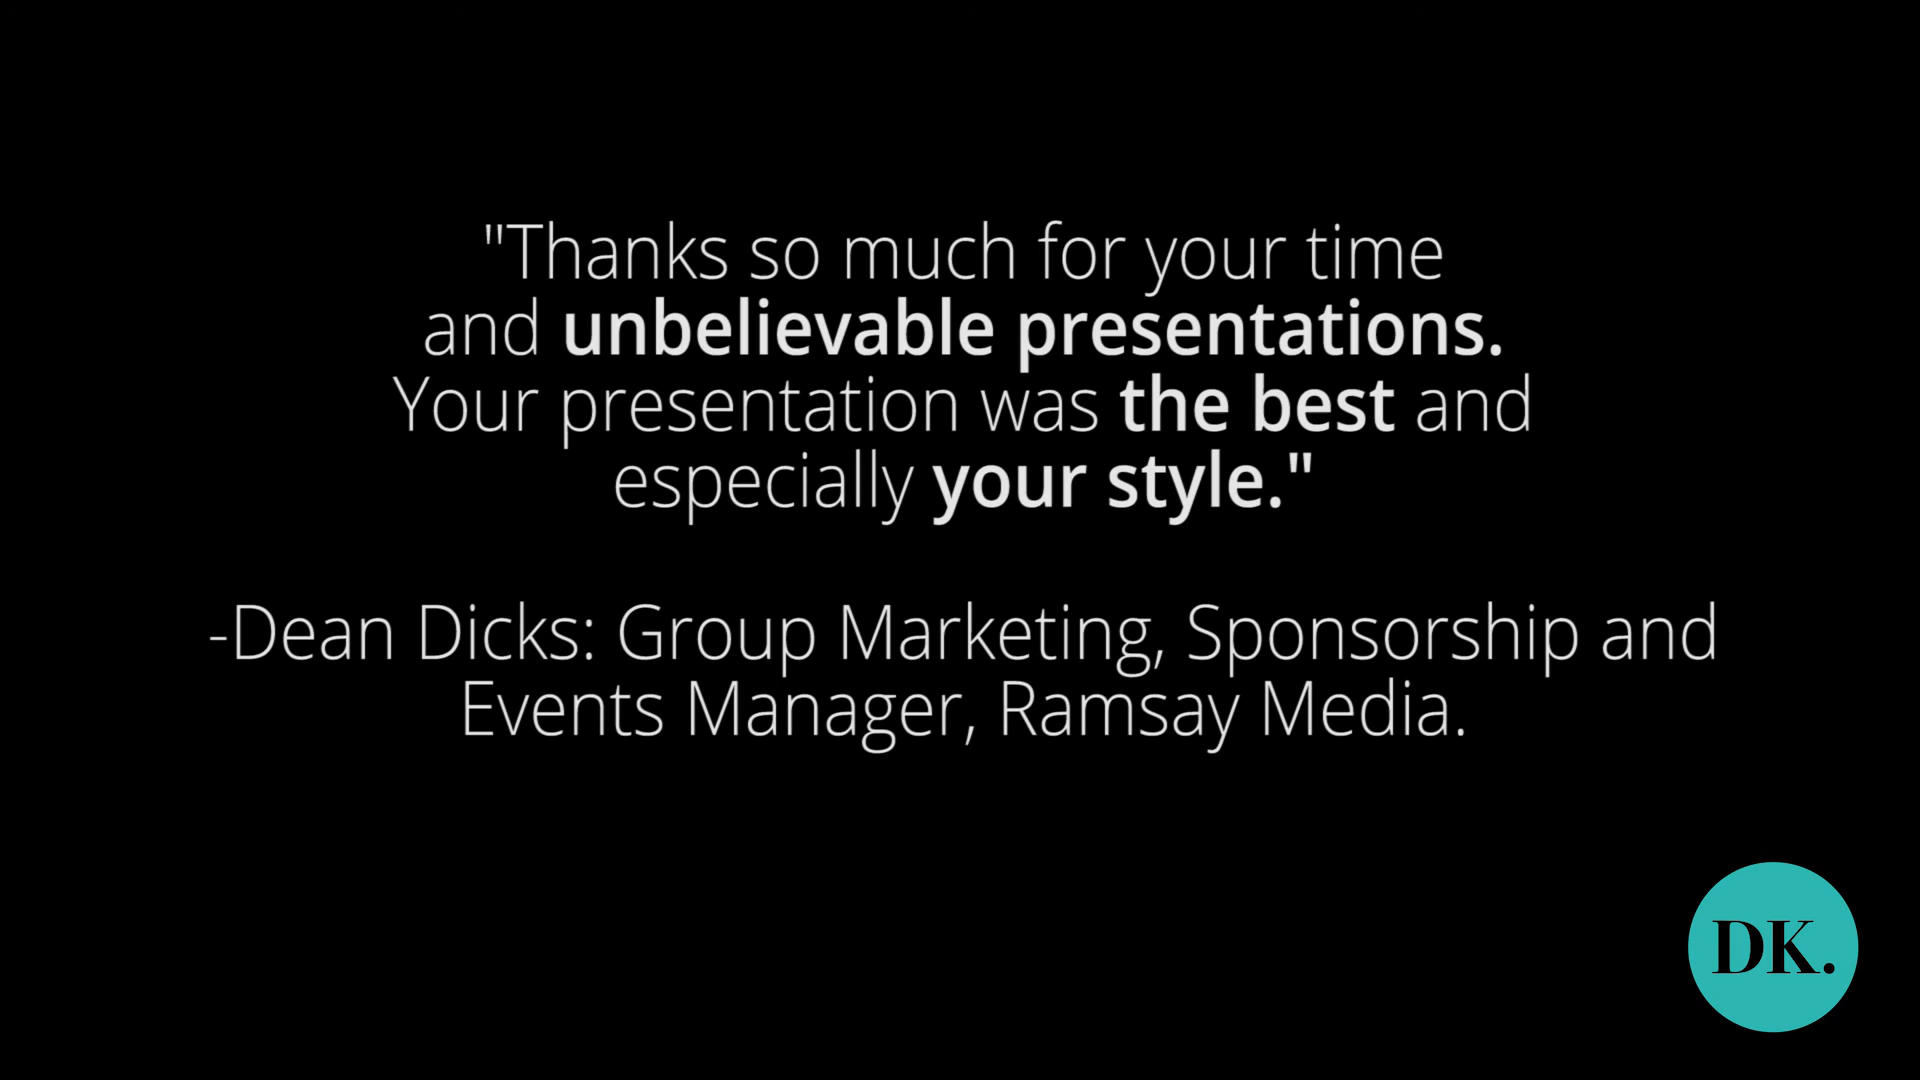 "Thanks so much for your time
and unbelievable presentations.
Your presentation was the best and
especially your style."
-Dean Dicks: Group Marketing, Sponsorship and
Events Manager, Ramsay Media.
DK.